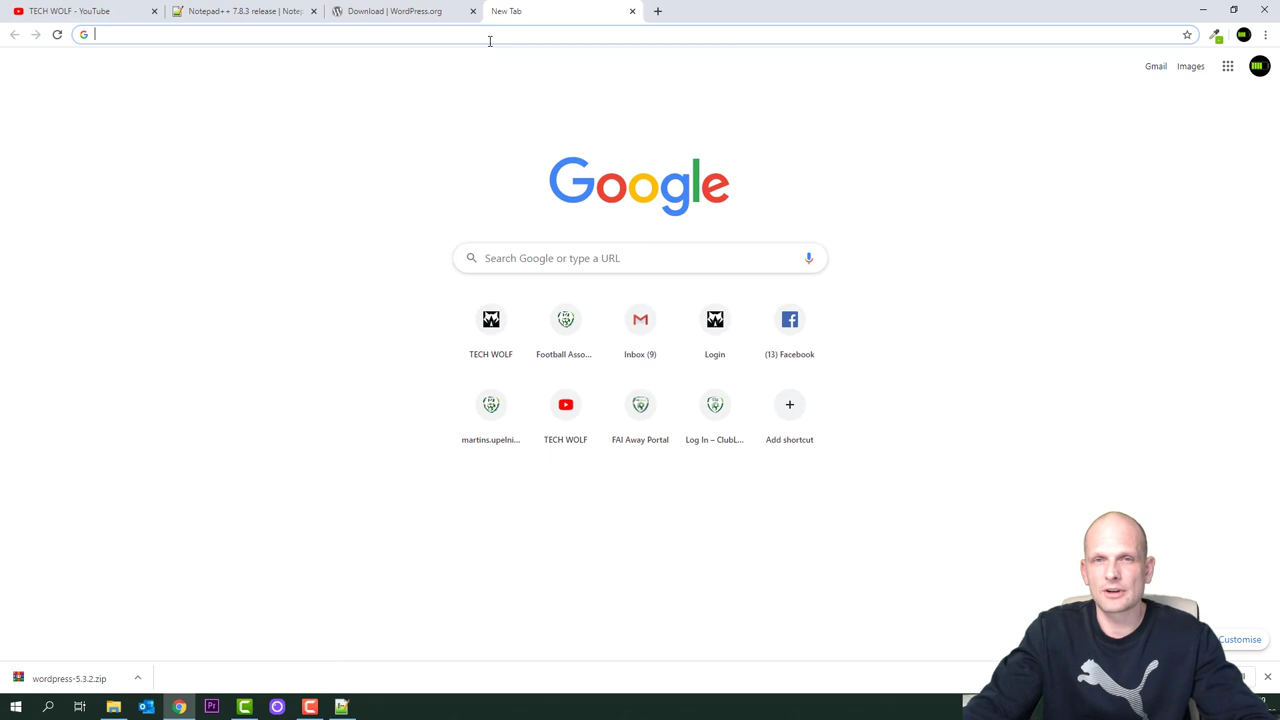 TECH WOLF - YouTube
Notepad++ 7.8.3 release | Notep
Download | WordPress.org
New Tab
Gmail
Images
Google
Search Google or type a URL
TECH WOLF
Football Asso...
Inbox (9)
Login
(13) Facebook
martins.upelni...
TECH WOLF
FAI Away Portal
Log In – ClubL...
Add shortcut
Customise
wordpress-5.3.2.zip